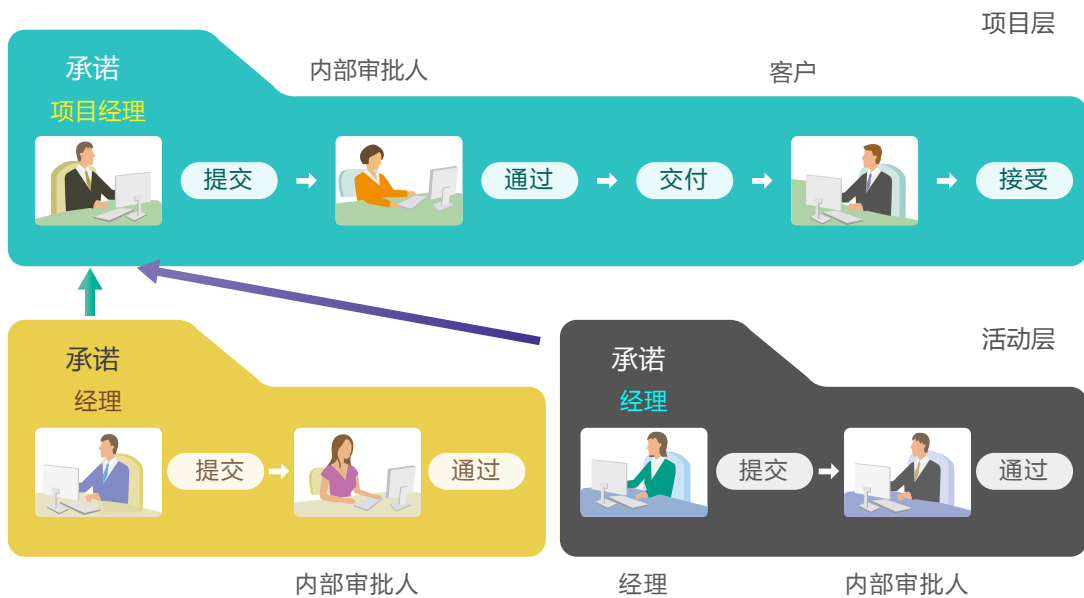 项目层
承诺
内部审批人
客户
项目经理
提交
通过
交付
接受
活动层
承诺
经理
提交
通过
承诺
经理
提交
通过
内部审批人
经理
内部审批人